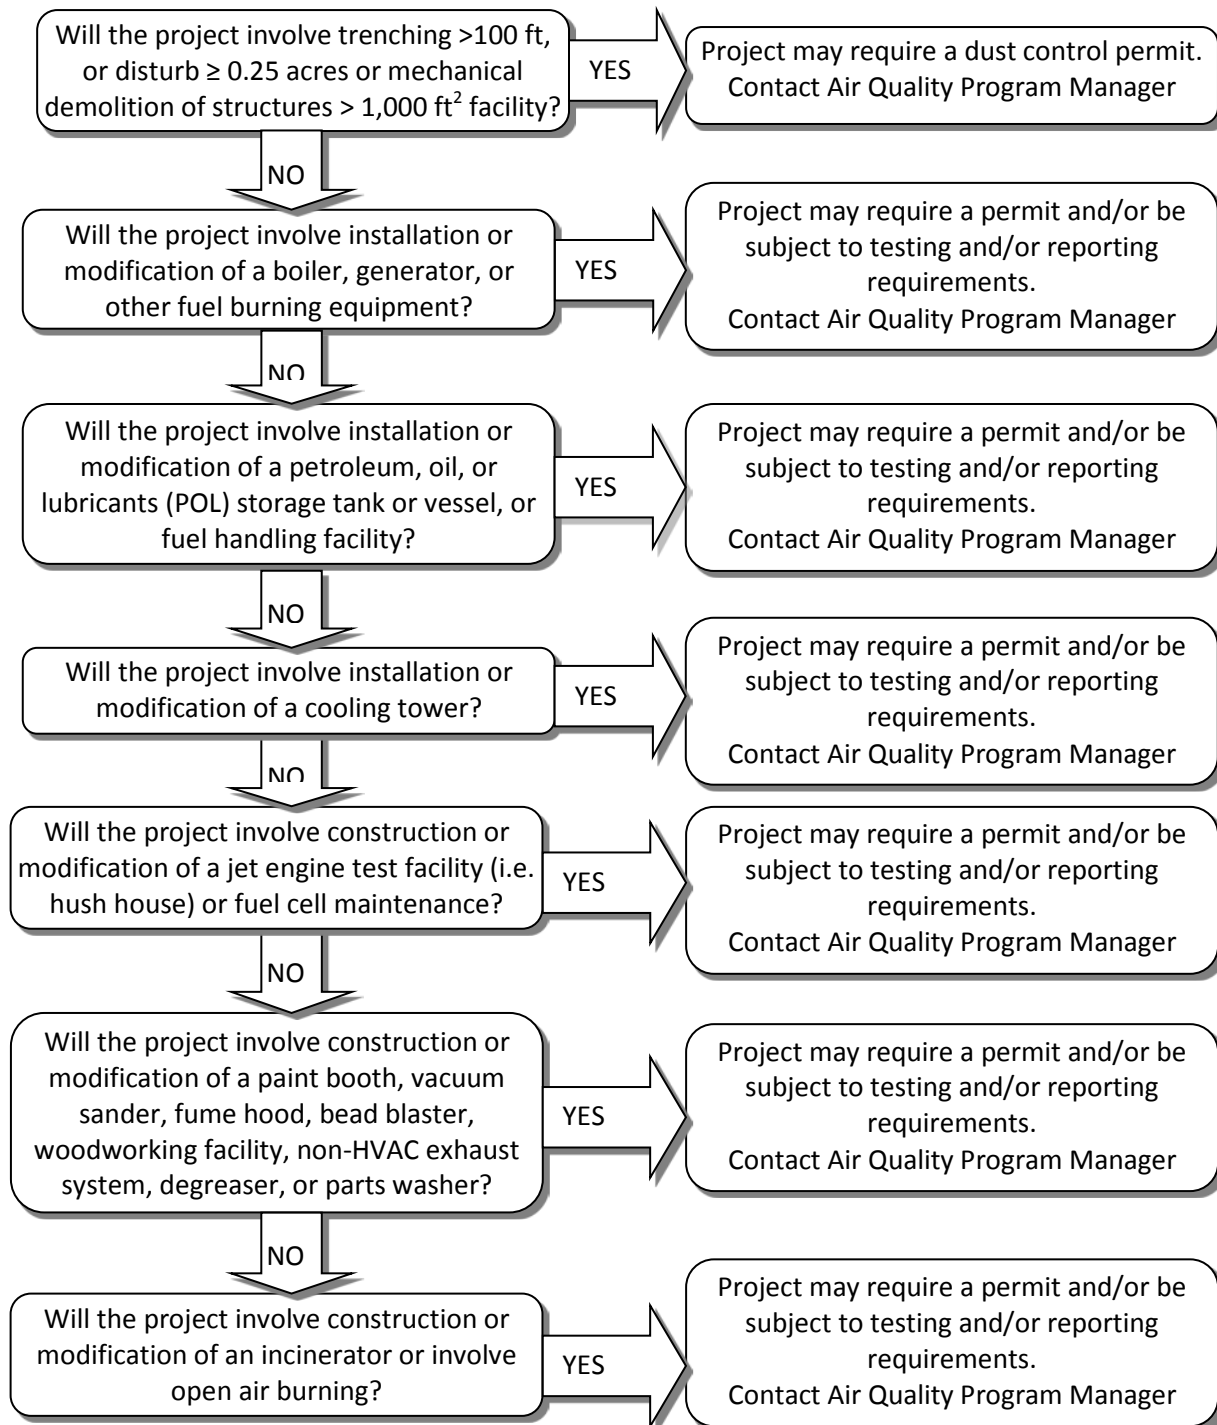 Will the project involve trenching >100 ft,
or disturb ≥ 0.25 acres or mechanical
demolition of structures > 1,000 ft² facility?
YES
Project may require a dust control permit.
Contact Air Quality Program Manager
NO
Will the project involve installation or
modification of a boiler, generator, or
other fuel burning equipment?
YES
Project may require a permit and/or be
subject to testing and/or reporting
requirements.
Contact Air Quality Program Manager
NO
Will the project involve installation or
modification of a petroleum, oil, or
lubricants (POL) storage tank or vessel, or
fuel handling facility?
YES
Project may require a permit and/or be
subject to testing and/or reporting
requirements.
Contact Air Quality Program Manager
NO
Will the project involve installation or
modification of a cooling tower?
YES
Project may require a permit and/or be
subject to testing and/or reporting
requirements.
Contact Air Quality Program Manager
NO
Will the project involve construction or
modification of a jet engine test facility (i.e.
hush house) or fuel cell maintenance?
YES
Project may require a permit and/or be
subject to testing and/or reporting
requirements.
Contact Air Quality Program Manager
NO
Will the project involve construction or
modification of a paint booth, vacuum
sander, fume hood, bead blaster,
woodworking facility, non-HVAC exhaust
system, degreaser, or parts washer?
YES
Project may require a permit and/or be
subject to testing and/or reporting
requirements.
Contact Air Quality Program Manager
NO
Will the project involve construction or
modification of an incinerator or involve
open air burning?
YES
Project may require a permit and/or be
subject to testing and/or reporting
requirements.
Contact Air Quality Program Manager